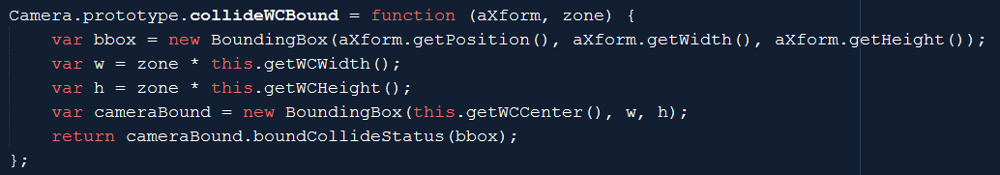 Camera.prototype.collideWCBound = function (aXform, zone) {
    var bbox = new BoundingBox(aXform.getPosition(), aXform.getWidth(), aXform.getHeight());
    var w = zone * this.getWCWidth();
    var h = zone * this.getWCHeight();
    var cameraBound = new BoundingBox(this.getWCCenter(), w, h);
    return cameraBound.boundCollideStatus(bbox);
};